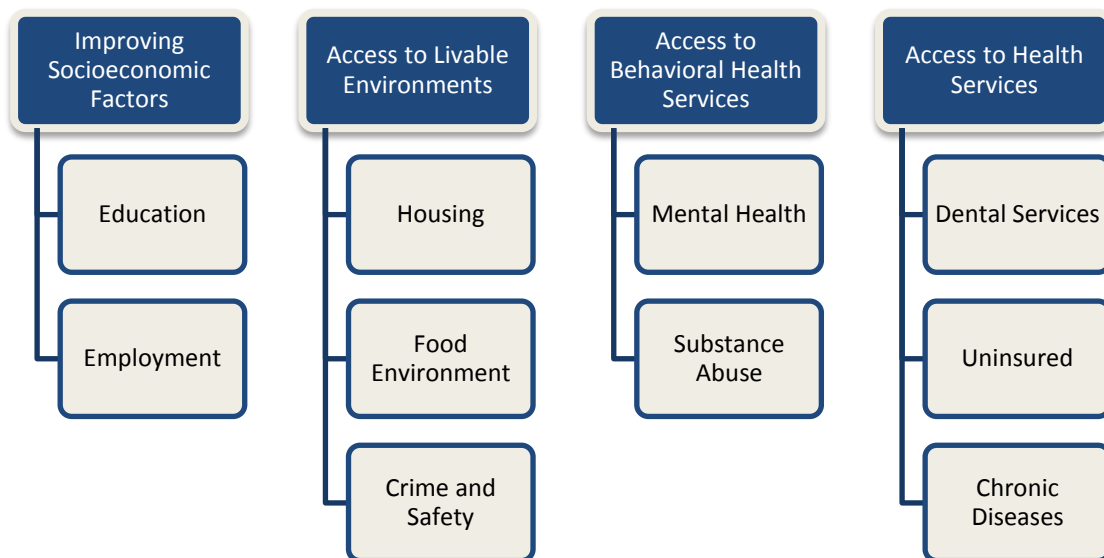 Improving
Socioeconomic
Factors
Education
Employment
Access to Livable
Environments
Housing
Food
Environment
Crime and
Safety
Access to
Behavioral Health
Services
Mental Health
Substance
Abuse
Access to Health
Services
Dental Services
Uninsured
Chronic
Diseases